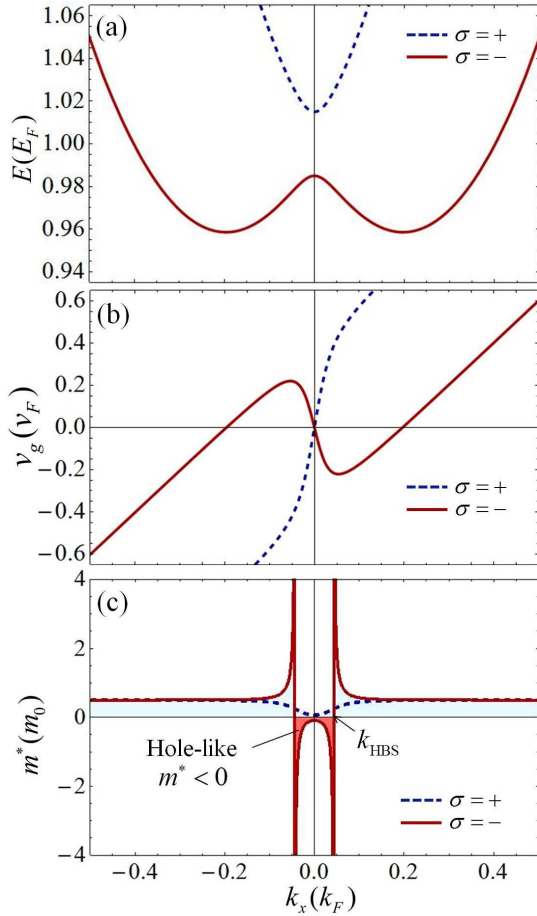 (a)
σ = +
σ = −
E(E_F)
1.06
1.04
1.02
1.00
0.98
0.96
0.94
(b)
σ = +
σ = −
v_g(v_F)
0.6
0.4
0.2
0.0
−0.2
−0.4
−0.6
(c)
Hole-like
m* < 0
k_HBS
σ = +
σ = −
m*(m_0)
4
2
0
−2
−4
−0.4 −0.2 0.0 0.2 0.4
k_x(k_F)